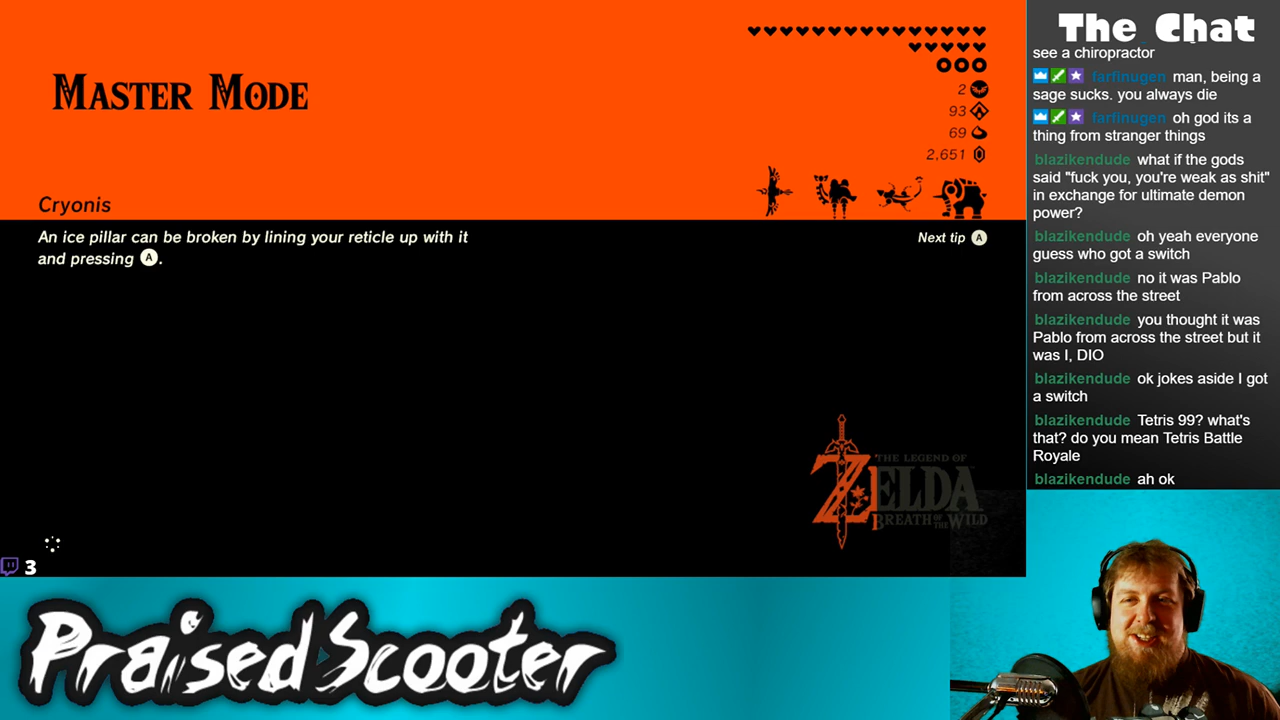 Master Mode
2
93
69
2,651
Cryonis
An ice pillar can be broken by lining your reticle up with it
and pressing A.
Next tip A
THE LEGEND OF
ZELDA
BREATH OF THE WILD
3
PraisedScooter
The Chat
see a chiropractor
farfinugen man, being a
sage sucks. you always die
farfinugen oh god its a
thing from stranger things
blazikendude what if the gods
said "fuck you, you're weak as shit"
in exchange for ultimate demon
power?
blazikendude oh yeah everyone
guess who got a switch
blazikendude no it was Pablo
from across the street
blazikendude you thought it was
Pablo from across the street but it
was I, DIO
blazikendude ok jokes aside I got
a switch
blazikendude Tetris 99? what's
that? do you mean Tetris Battle
Royale
blazikendude ah ok